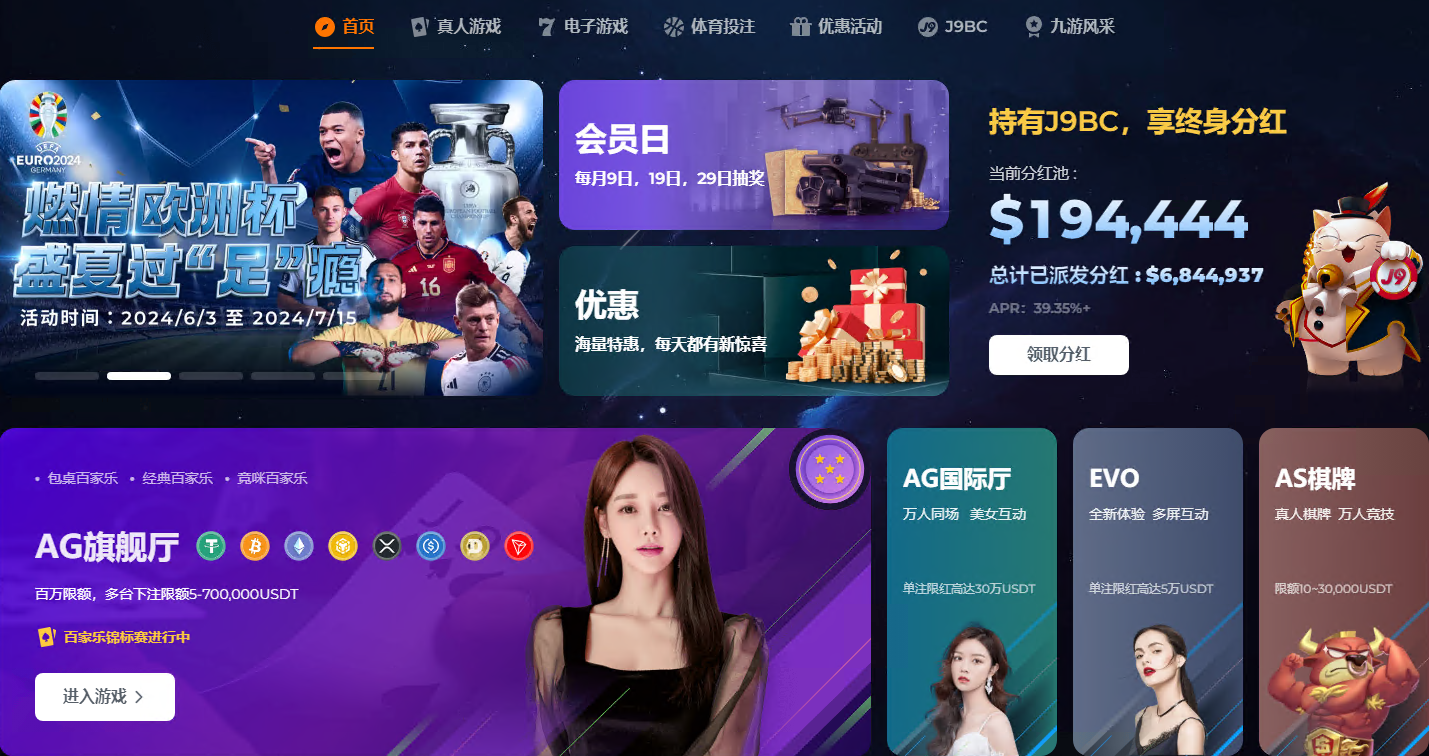 首页
真人游戏
电子游戏
体育投注
优惠活动
J9BC
九游风采
UEFA
EURO2024
GERMANY
燃情欧洲杯
盛夏过“足”瘾
活动时间：2024/6/3 至 2024/7/15
16
21
会员日
每月9日，19日，29日抽奖
优惠
海量特惠，每天都有新惊喜
持有J9BC，享终身分红
当前分红池 :
$194,444
总计已派发分红 : $6,844,937
APR: 39.35%+
领取分红
J9
• 包桌百家乐 • 经典百家乐 • 竞咪百家乐
AG旗舰厅
百万限额，多台下注限额5-700,000USDT
百家乐锦标赛进行中
进入游戏 >
AG国际厅
万人同场 美女互动
单注限红高达30万USDT
EVO
全新体验 多屏互动
单注限红高达5万USDT
AS棋牌
真人棋牌 万人竞技
限额10~30,000USDT